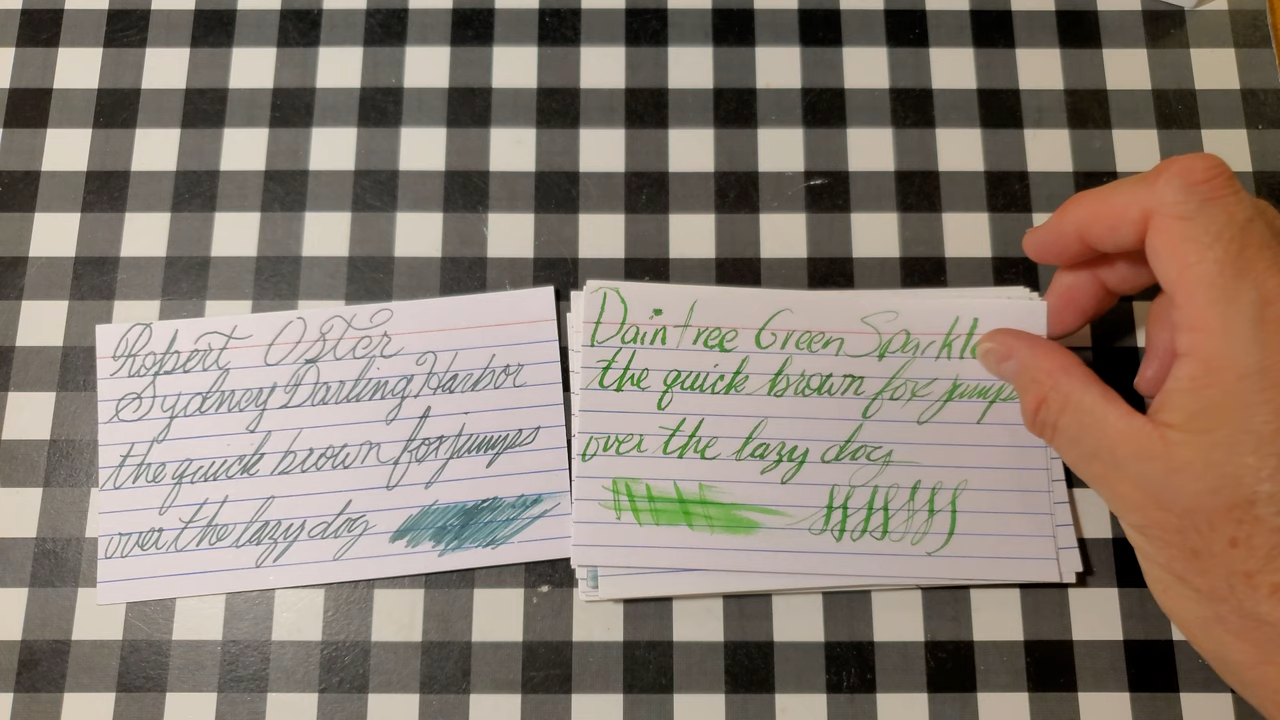 Robert Oster
Sydney Darling Harbor
the quick brown fox jumps
over the lazy dog
Daintree Green Sparkle
the quick brown fox jumps
over the lazy dog